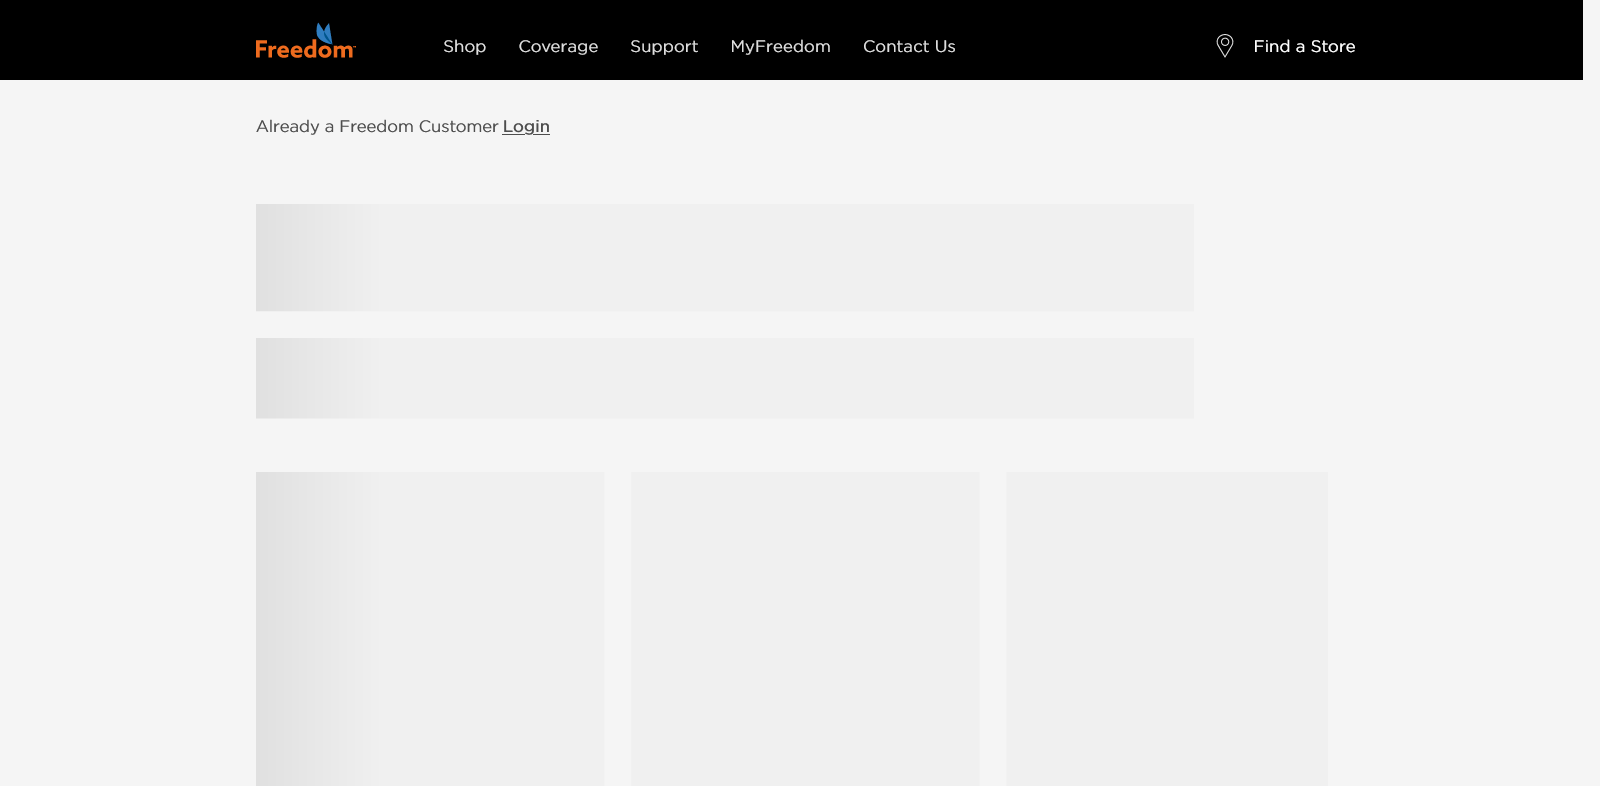 Freedom
Shop
Coverage
Support
MyFreedom
Contact Us
Find a Store
Already a Freedom Customer Login